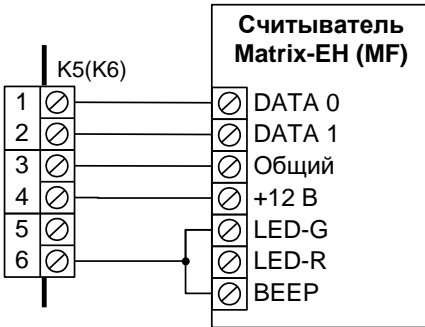 Считыватель
Matrix-EH (MF)
K5(K6)
1 DATA 0
2 DATA 1
3 Общий
4 +12 В
5 LED-G
6 LED-R
BEEP